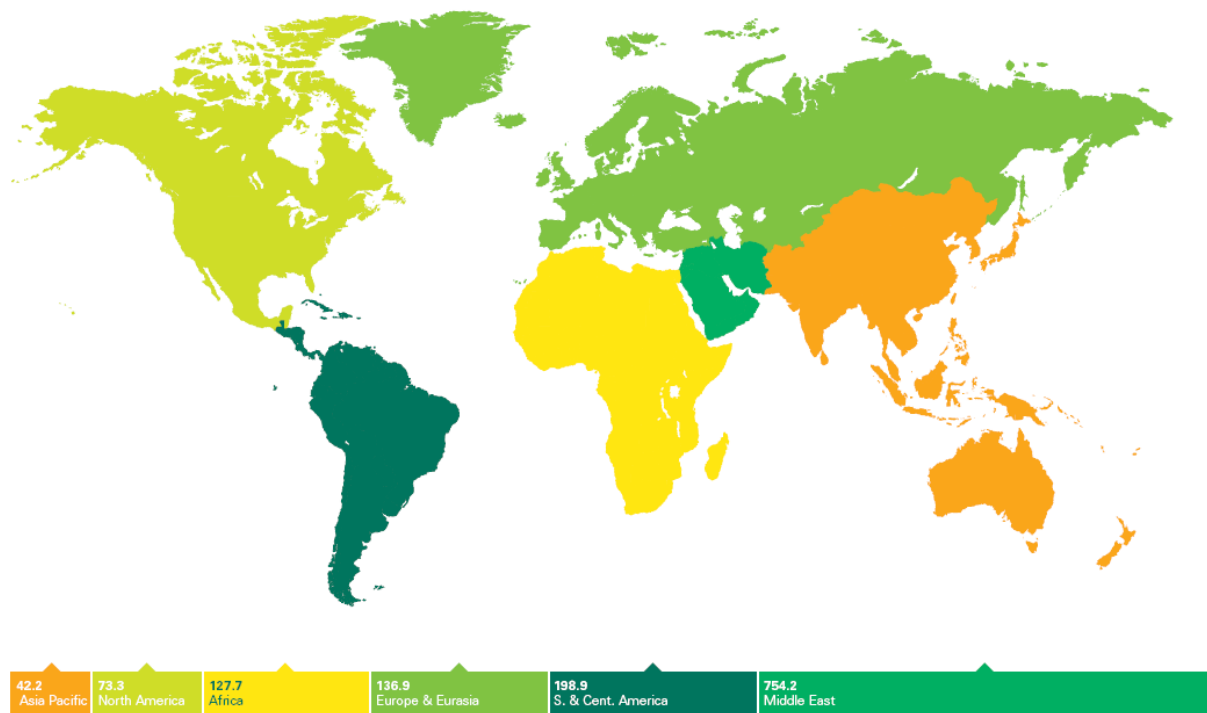 42.2
Asia Pacific
73.3
North America
127.7
Africa
136.9
Europe & Eurasia
198.9
S. & Cent. America
754.2
Middle East